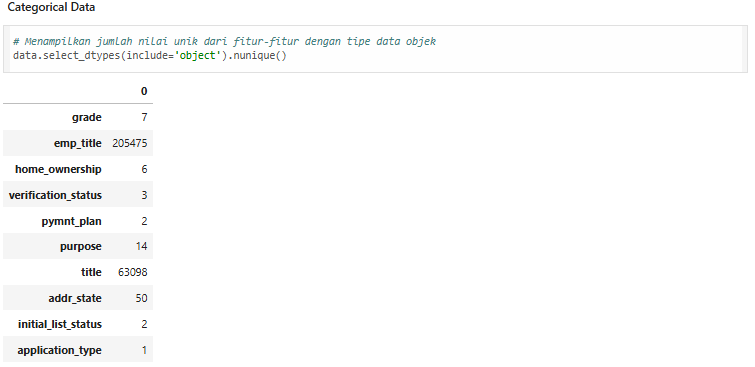 Categorical Data
# Menampilkan jumlah nilai unik dari fitur-fitur dengan tipe data objek
data.select_dtypes(include='object').nunique()
0
grade 7
emp_title 205475
home_ownership 6
verification_status 3
pymnt_plan 2
purpose 14
title 63098
addr_state 50
initial_list_status 2
application_type 1